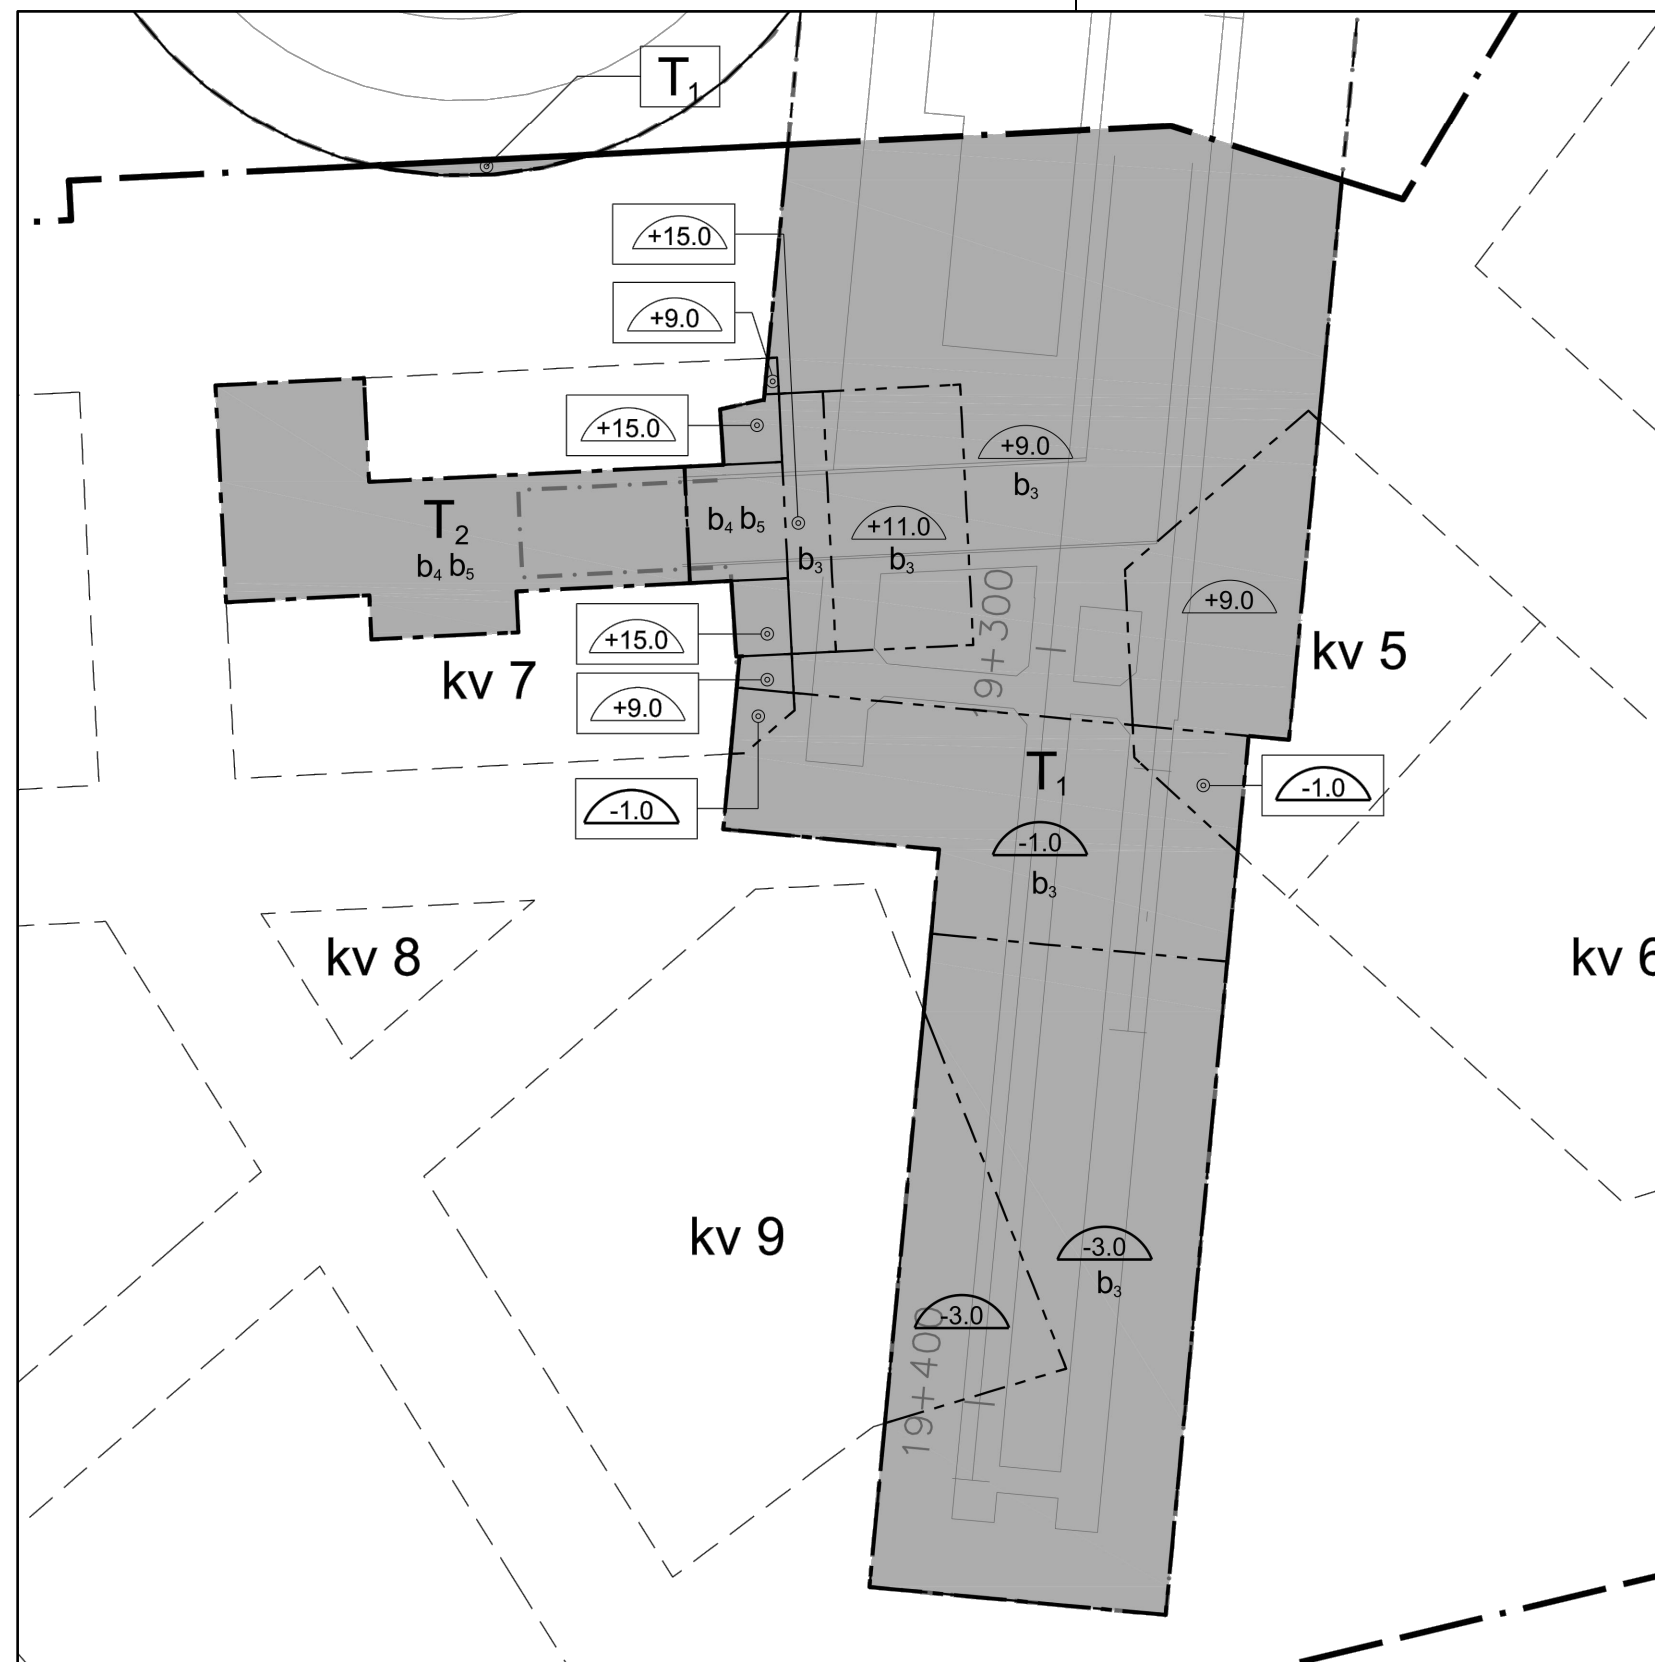 T₁
+15.0
+9.0
+15.0
+9.0
b₃
T₂
b₄ b₅
b₄ b₅
+11.0
b₃
b₃
+9.0
19+300
+15.0
kv 5
kv 7
+9.0
T₁
-1.0
-1.0
-1.0
b₃
kv 8
kv 6
kv 9
-3.0
b₃
-3.0
19+400